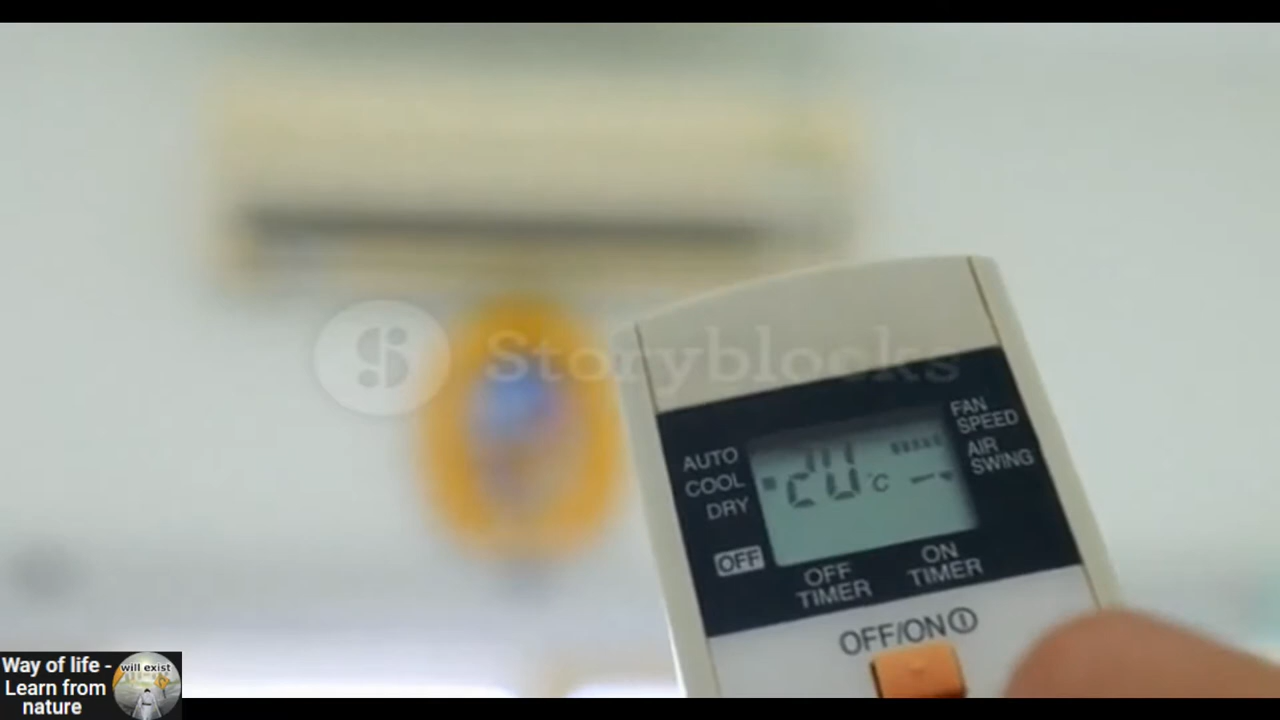 Storyblocks
FAN
SPEED
AIR
SWING
AUTO
COOL
DRY
OFF
20°C
OFF
TIMER
ON
TIMER
OFF/ON
Way of life -
Learn from
nature
will exist